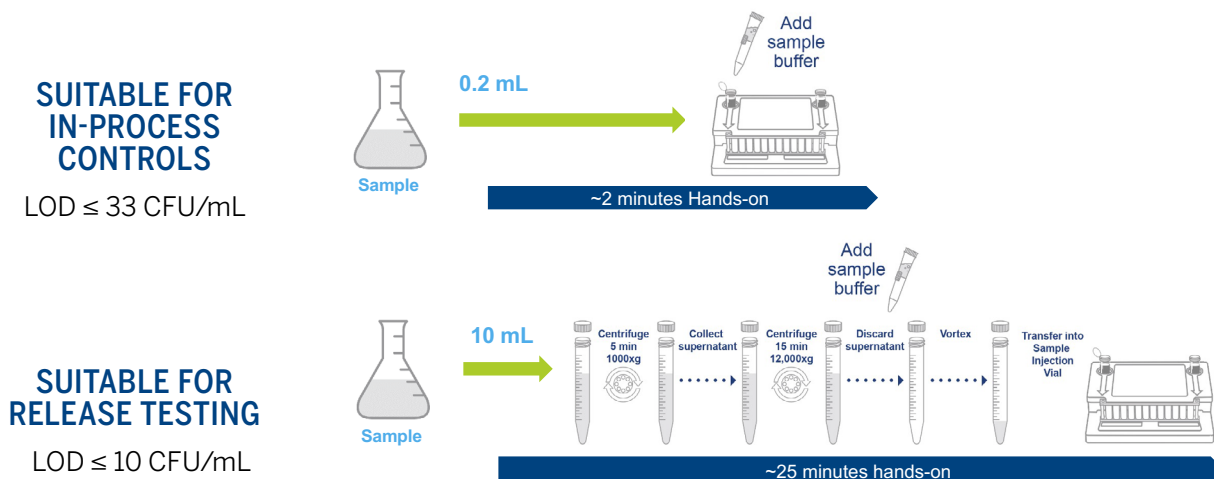 SUITABLE FOR
IN-PROCESS
CONTROLS
LOD ≤ 33 CFU/mL
Sample
0.2 mL
Add
sample
buffer
~2 minutes Hands-on
SUITABLE FOR
RELEASE TESTING
LOD ≤ 10 CFU/mL
Sample
10 mL
Centrifuge
5 min
1000xg
Collect
supernatant
Centrifuge
15 min
12,000xg
Add
sample
buffer
Discard
supernatant
Vortex
Transfer into
Sample
Injection
Vial
~25 minutes hands-on